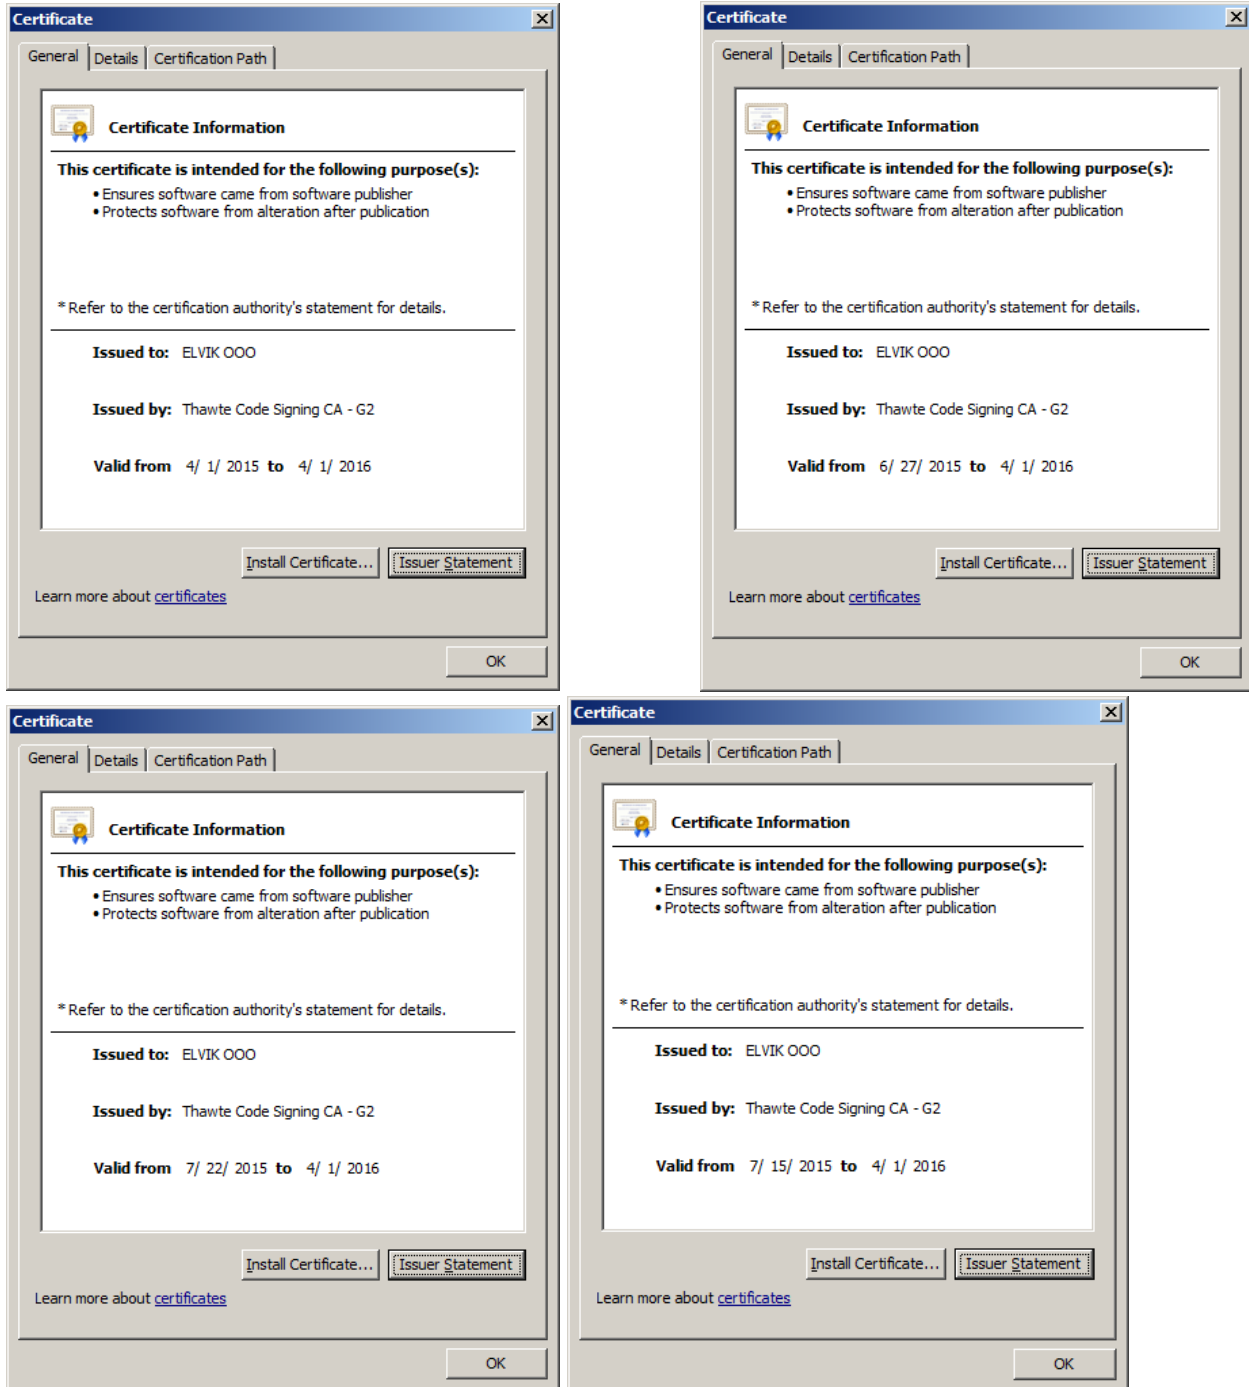 Certificate
General Details Certification Path
Certificate Information
This certificate is intended for the following purpose(s):
• Ensures software came from software publisher
• Protects software from alteration after publication
* Refer to the certification authority's statement for details.
Issued to: ELVIK OOO
Issued by: Thawte Code Signing CA - G2
Valid from 4/ 1/ 2015 to 4/ 1/ 2016
Install Certificate... Issuer Statement
Learn more about certificates
OK
Certificate
General Details Certification Path
Certificate Information
This certificate is intended for the following purpose(s):
• Ensures software came from software publisher
• Protects software from alteration after publication
* Refer to the certification authority's statement for details.
Issued to: ELVIK OOO
Issued by: Thawte Code Signing CA - G2
Valid from 6/ 27/ 2015 to 4/ 1/ 2016
Install Certificate... Issuer Statement
Learn more about certificates
OK
Certificate
General Details Certification Path
Certificate Information
This certificate is intended for the following purpose(s):
• Ensures software came from software publisher
• Protects software from alteration after publication
* Refer to the certification authority's statement for details.
Issued to: ELVIK OOO
Issued by: Thawte Code Signing CA - G2
Valid from 7/ 22/ 2015 to 4/ 1/ 2016
Install Certificate... Issuer Statement
Learn more about certificates
OK
Certificate
General Details Certification Path
Certificate Information
This certificate is intended for the following purpose(s):
• Ensures software came from software publisher
• Protects software from alteration after publication
* Refer to the certification authority's statement for details.
Issued to: ELVIK OOO
Issued by: Thawte Code Signing CA - G2
Valid from 7/ 15/ 2015 to 4/ 1/ 2016
Install Certificate... Issuer Statement
Learn more about certificates
OK